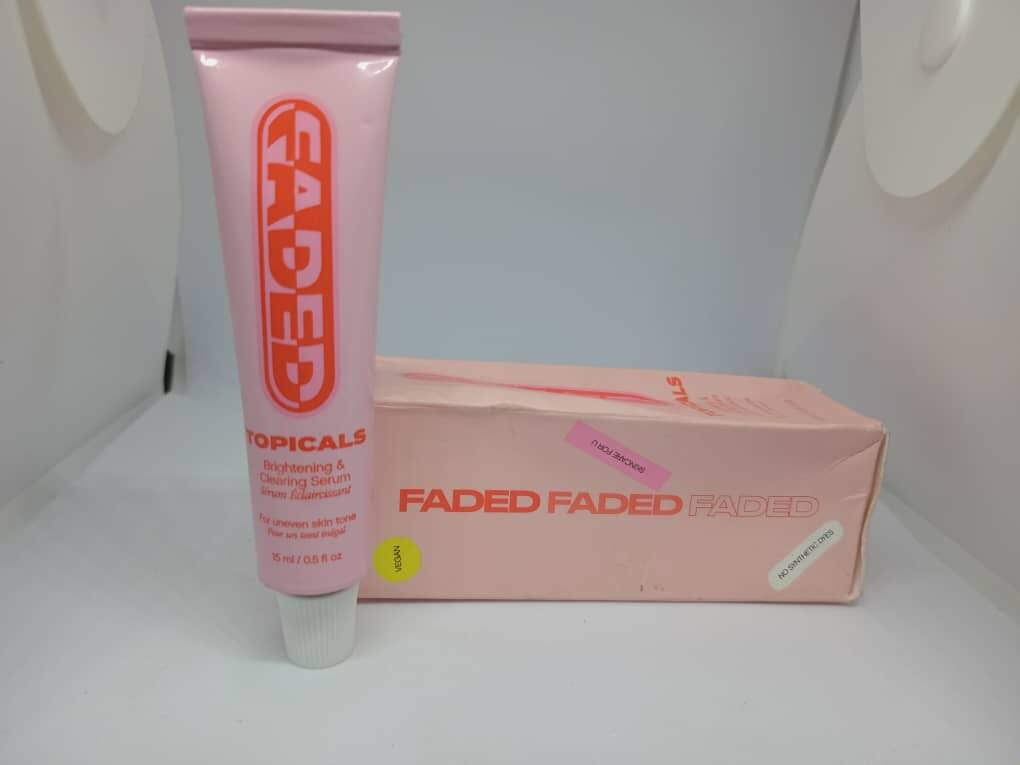 FADED
TOPICALS
Brightening &
Clearing Serum
Sérum Éclaircissant
For uneven skin tone
Pour un teint inégal
15 ml / 0.5 fl oz
SKINCARE FOR U
FADED FADED FADED
VEGAN
NO SYNTHETIC DYES